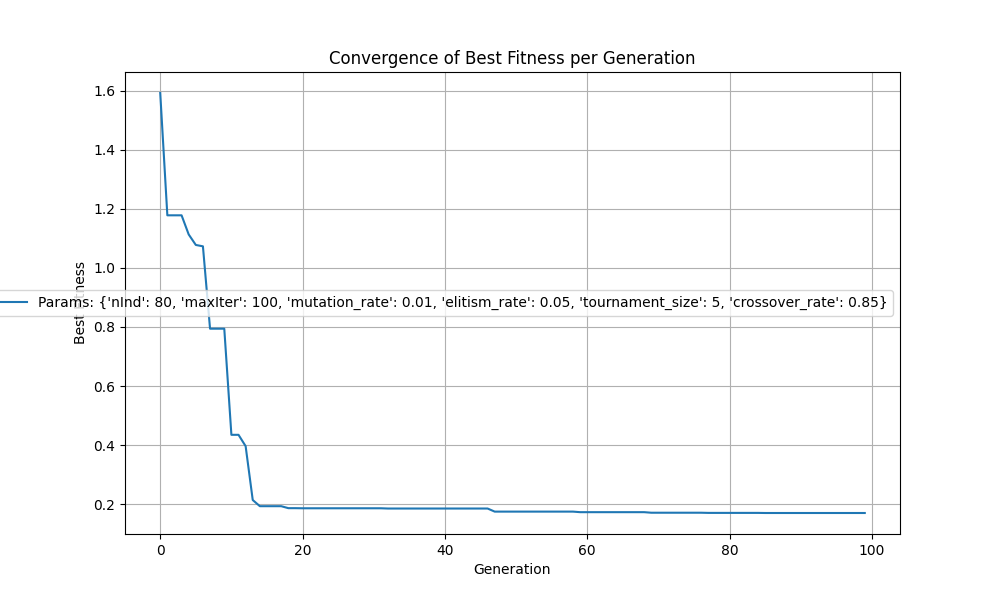 Convergence of Best Fitness per Generation
1.6
1.4
1.2
1.0
Params: {'nInd': 80, 'maxIter': 100, 'mutation_rate': 0.01, 'elitism_rate': 0.05, 'tournament_size': 5, 'crossover_rate': 0.85}
0.8
0.6
0.4
0.2
Best Fitness
0 20 40 60 80 100
Generation